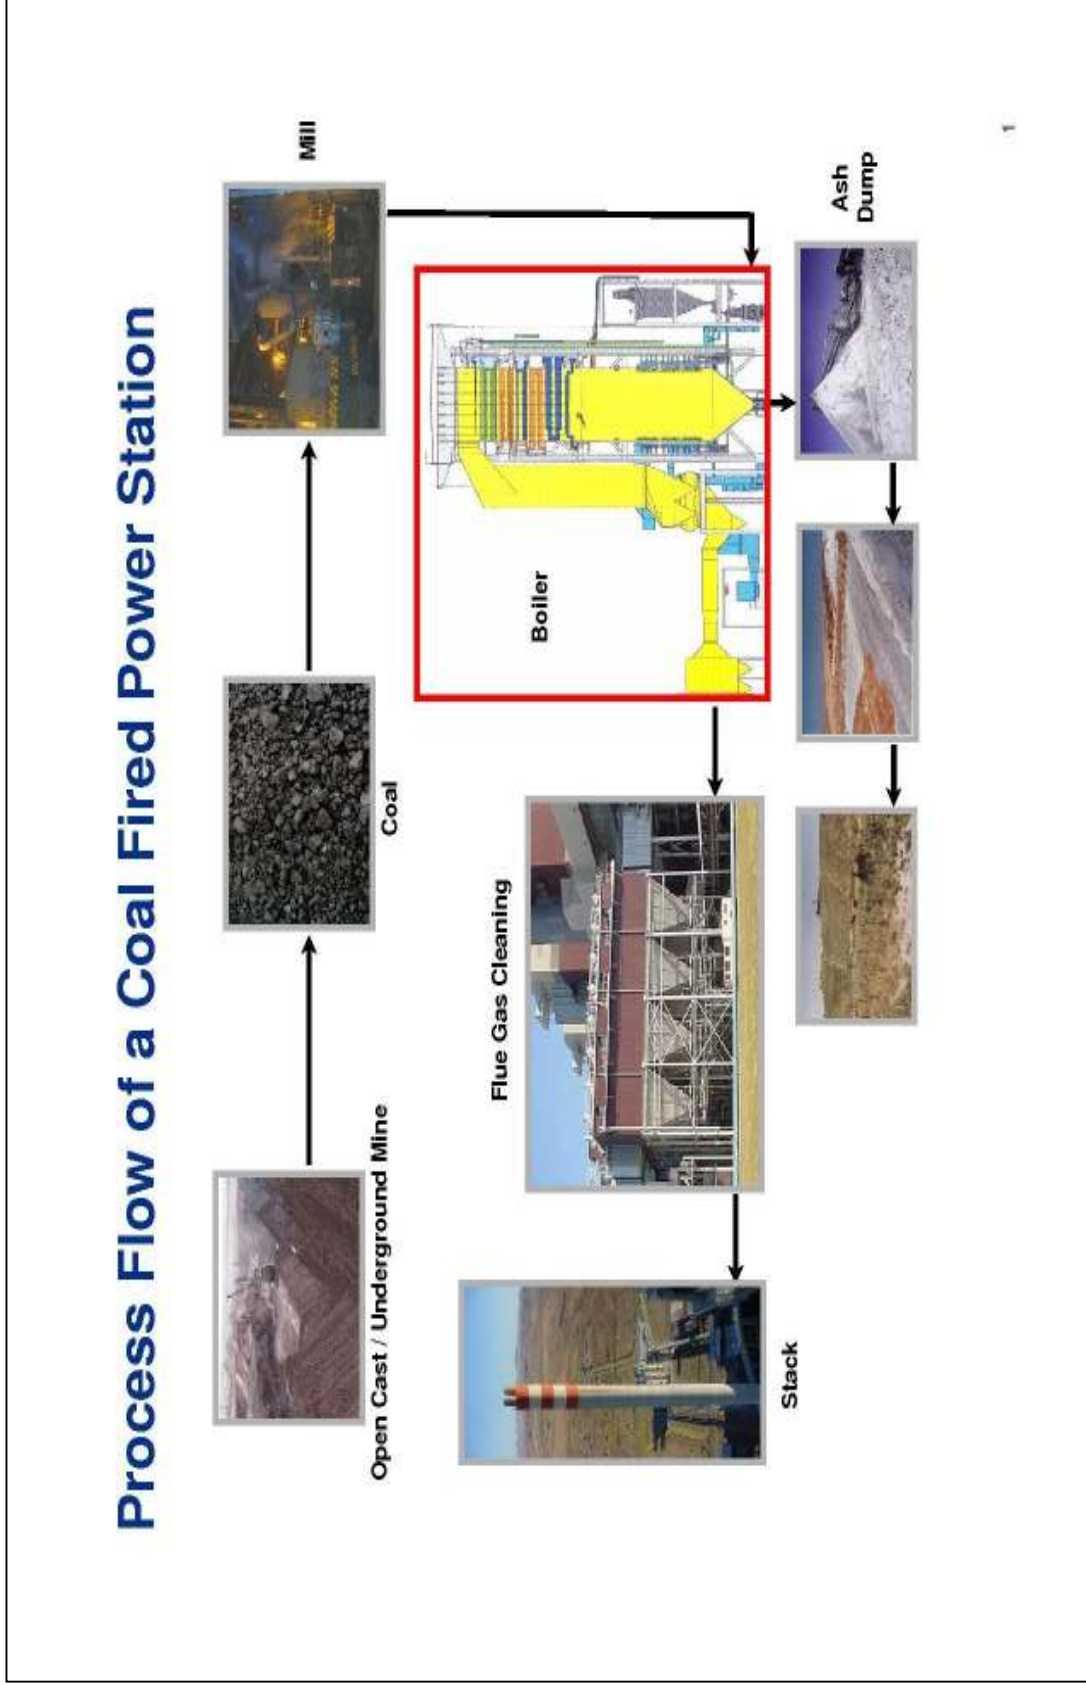 Process Flow of a Coal Fired Power Station
Open Cast / Underground Mine
Coal
Mill
Boiler
Flue Gas Cleaning
Stack
Ash
Dump
1